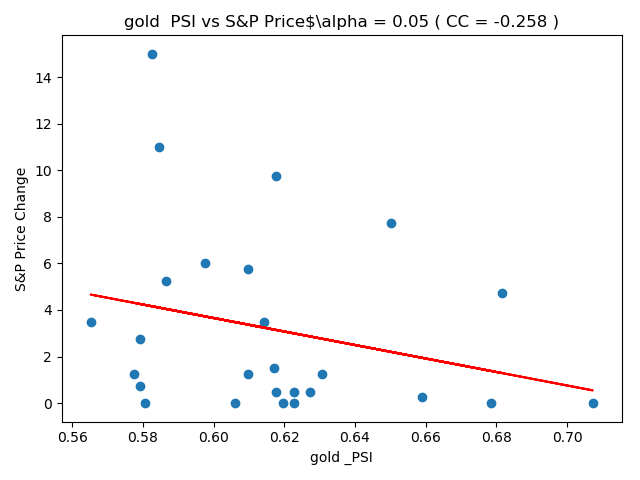 gold  PSI vs S&P Price$\alpha = 0.05 ( CC = -0.258 )
S&P Price Change
14
12
10
8
6
4
2
0
0.56 0.58 0.60 0.62 0.64 0.66 0.68 0.70
gold _PSI